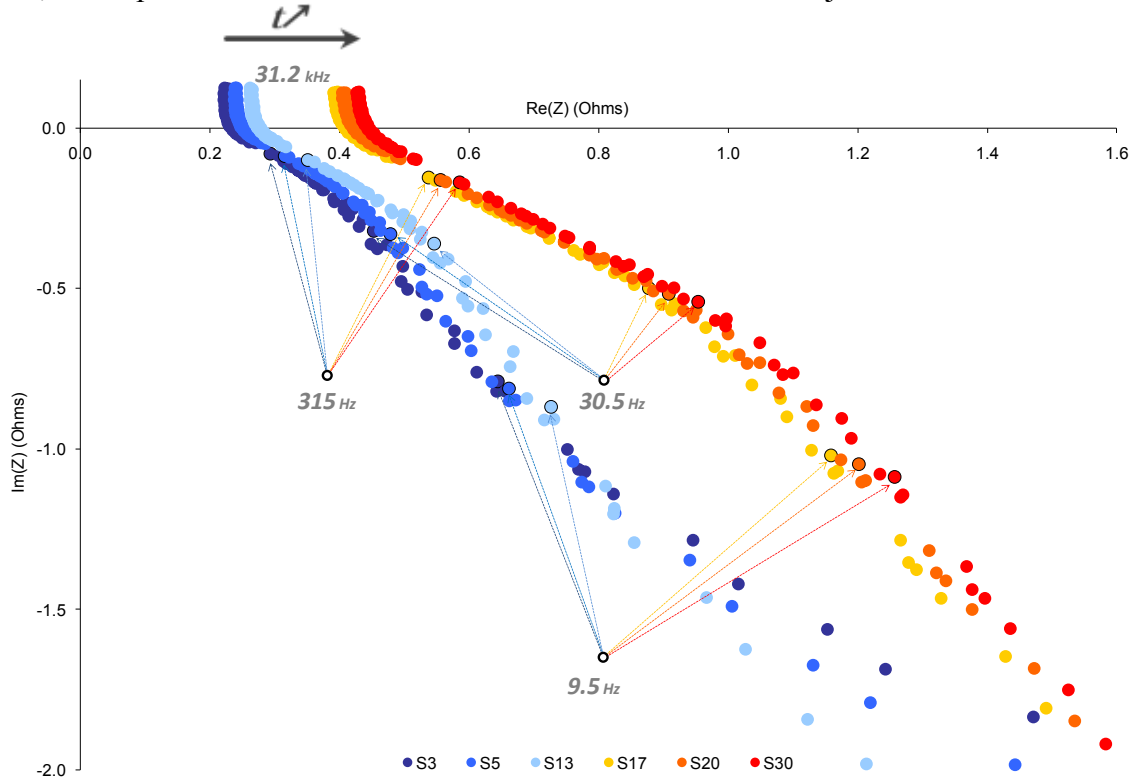 t↗
31.2 kHz
Re(Z) (Ohms)
0.0
0.0 0.2 0.4 0.6 0.8 1.0 1.2 1.4 1.6
-0.5
315 Hz
30.5 Hz
-1.0
Im(Z) (Ohms)
-1.5
9.5 Hz
S3 S5 S13 S17 S20 S30
-2.0